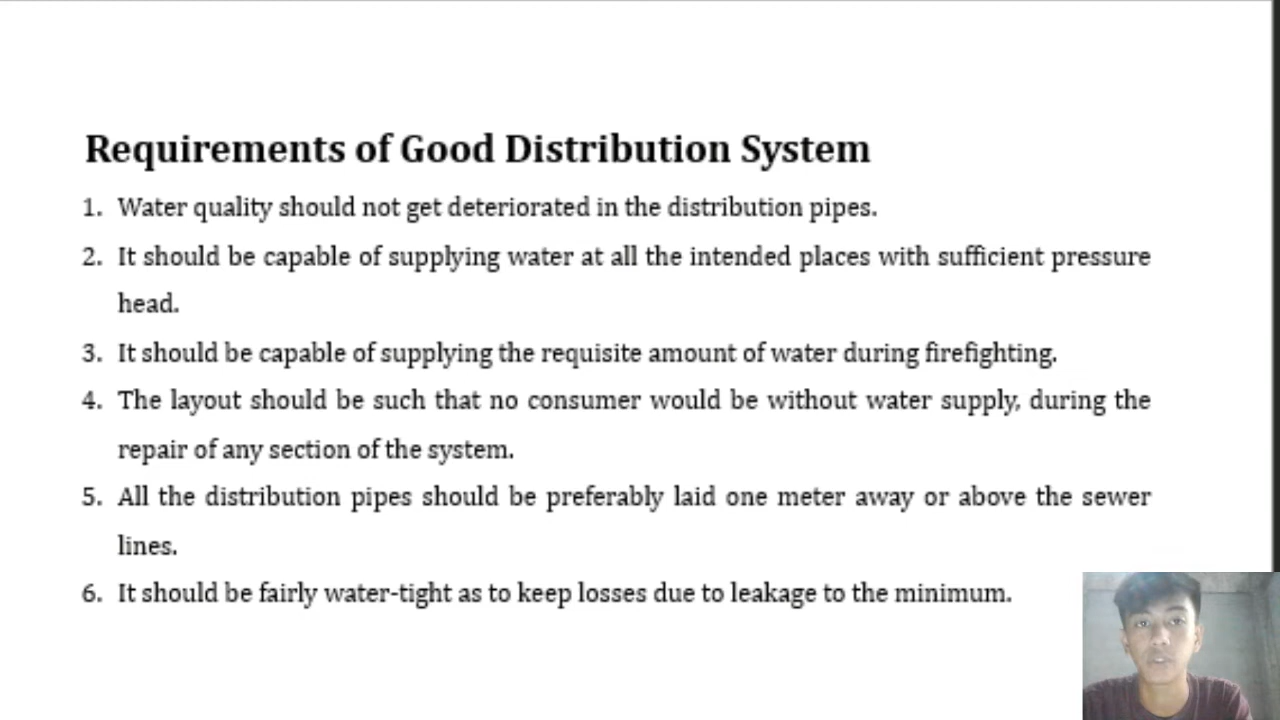 Requirements of Good Distribution System
1. Water quality should not get deteriorated in the distribution pipes.
2. It should be capable of supplying water at all the intended places with sufficient pressure
head.
3. It should be capable of supplying the requisite amount of water during firefighting.
4. The layout should be such that no consumer would be without water supply, during the
repair of any section of the system.
5. All the distribution pipes should be preferably laid one meter away or above the sewer
lines.
6. It should be fairly water-tight as to keep losses due to leakage to the minimum.